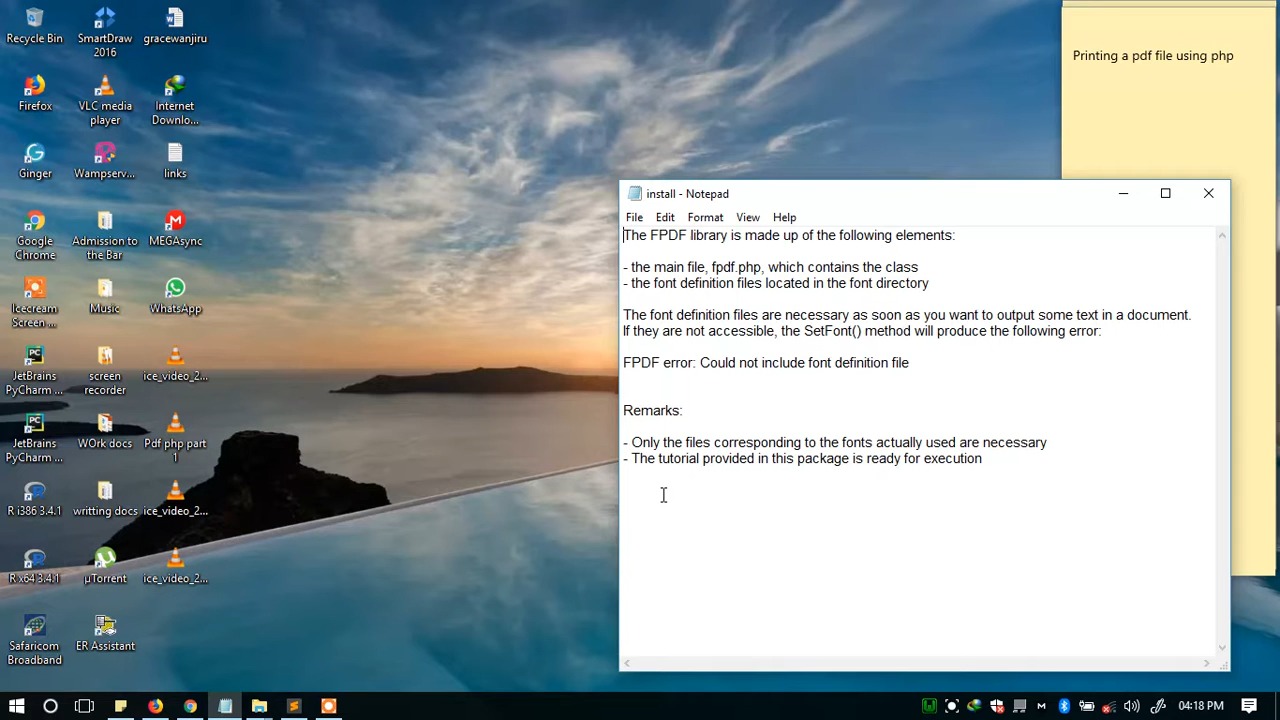 Recycle Bin
SmartDraw
2016
gracewanjiru
Firefox
VLC media
player
Internet
Downlo...
Ginger
Wampserv...
links
Google
Chrome
Admission to
the Bar
MEGAsync
Icecream
Screen ...
Music
WhatsApp
JetBrains
PyCharm ...
screen
recorder
ice_video_2...
JetBrains
PyCharm ...
WOrk docs
Pdf php part
1
R i386 3.4.1
writting docs
ice_video_2...
R x64 3.4.1
µTorrent
ice_video_2...
Safaricom
Broadband
ER Assistant
Printing a pdf file using php
install - Notepad
File Edit Format View Help
The FPDF library is made up of the following elements:
- the main file, fpdf.php, which contains the class
- the font definition files located in the font directory
The font definition files are necessary as soon as you want to output some text in a document.
If they are not accessible, the SetFont() method will produce the following error:
FPDF error: Could not include font definition file
Remarks:
- Only the files corresponding to the fonts actually used are necessary
- The tutorial provided in this package is ready for execution
04:18 PM